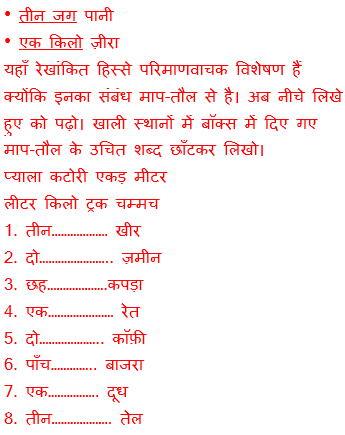 • तीन जग पानी
• एक किलो ज़ीरा
यहाँ रेखांकित हिस्से परिमाणवाचक विशेषण हैं
क्योंकि इनका संबंध माप-तौल से है। अब नीचे लिखे
हुए को पढ़ो। खाली स्थानों में बॉक्स में दिए गए
माप-तौल के उचित शब्द छाँटकर लिखो।
प्याला कटोरी एकड़ मीटर
लीटर किलो ट्रक चम्मच
1. तीन……………… खीर
2. दो…………………….. ज़मीन
3. छह……………….कपड़ा
4. एक………………… रेत
5. दो……………….. कॉफ़ी
6. पाँच………….. बाजरा
7. एक……………. दूध
8. तीन………………. तेल